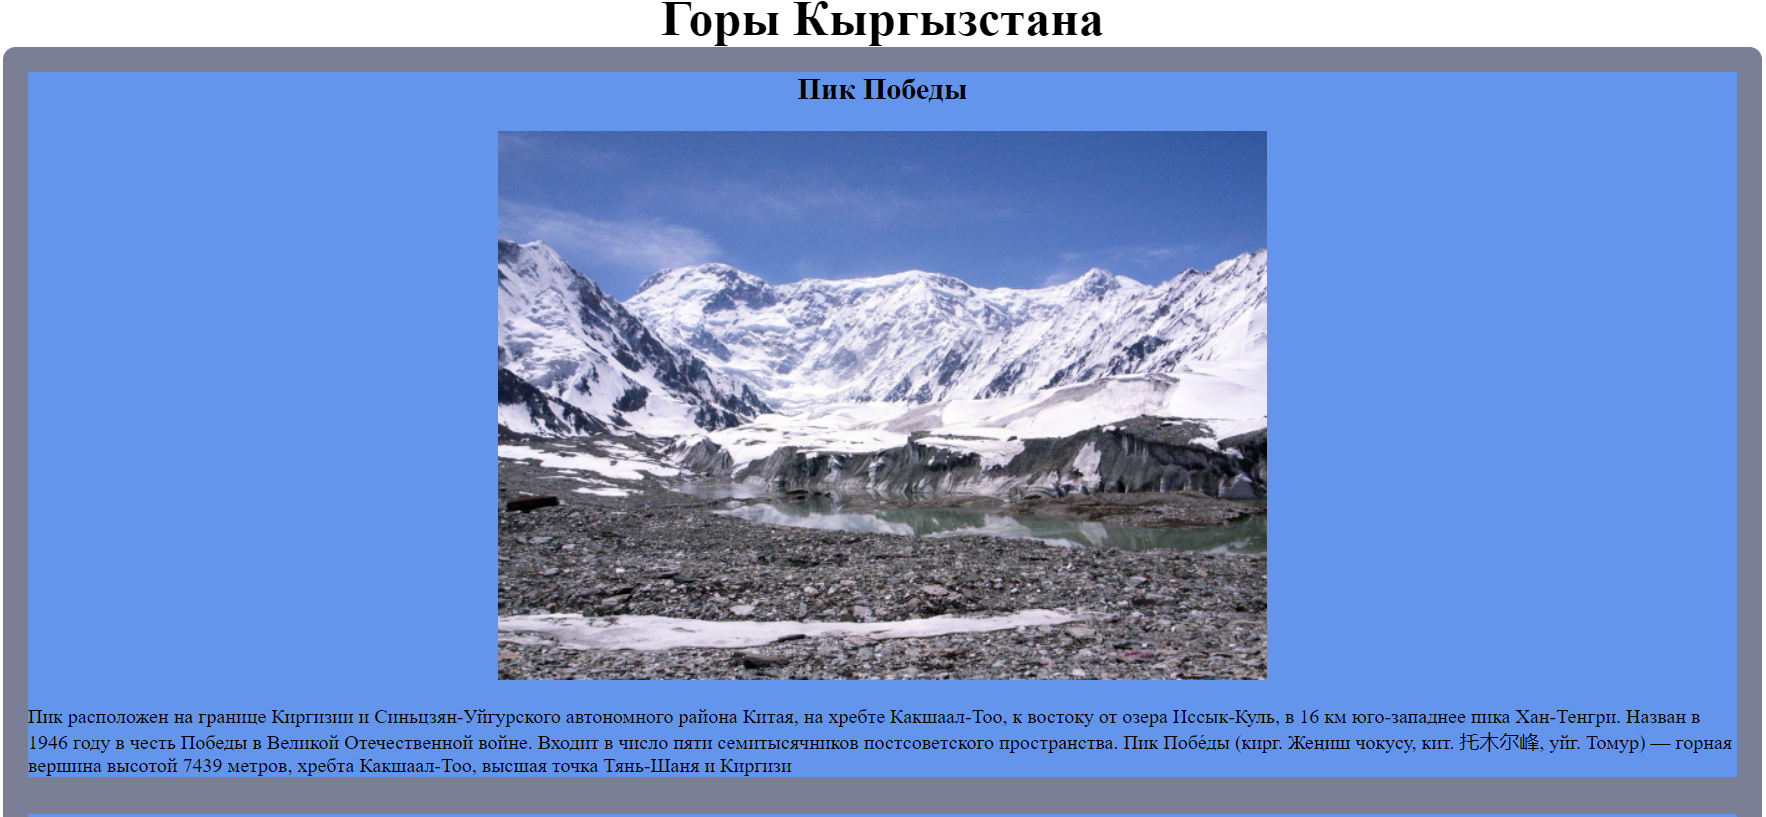 Горы Кыргызстана
Пик Победы
Пик расположен на границе Киргизии и Синьцзян-Уйгурского автономного района Китая, на хребте Какшаал-Тоо, к востоку от озера Иссык-Куль, в 16 км юго-западнее пика Хан-Тенгри. Назван в
1946 году в честь Победы в Великой Отечественной войне. Входит в число пяти семитысячников постсоветского пространства. Пик Побе́ды (кирг. Жениш чокусу, кит. 托木尔峰, уйг. Томур) — горная
вершина высотой 7439 метров, хребта Какшаал-Тоо, высшая точка Тянь-Шаня и Киргизи